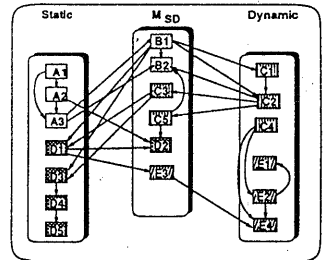 Static
M SD
Dynamic
A1
A2
A3
D1
D3
D4
D5
B1
B2
C3
C5
D2
/E3/
C1
C2
C4
/E1/
/E2/
/E4/